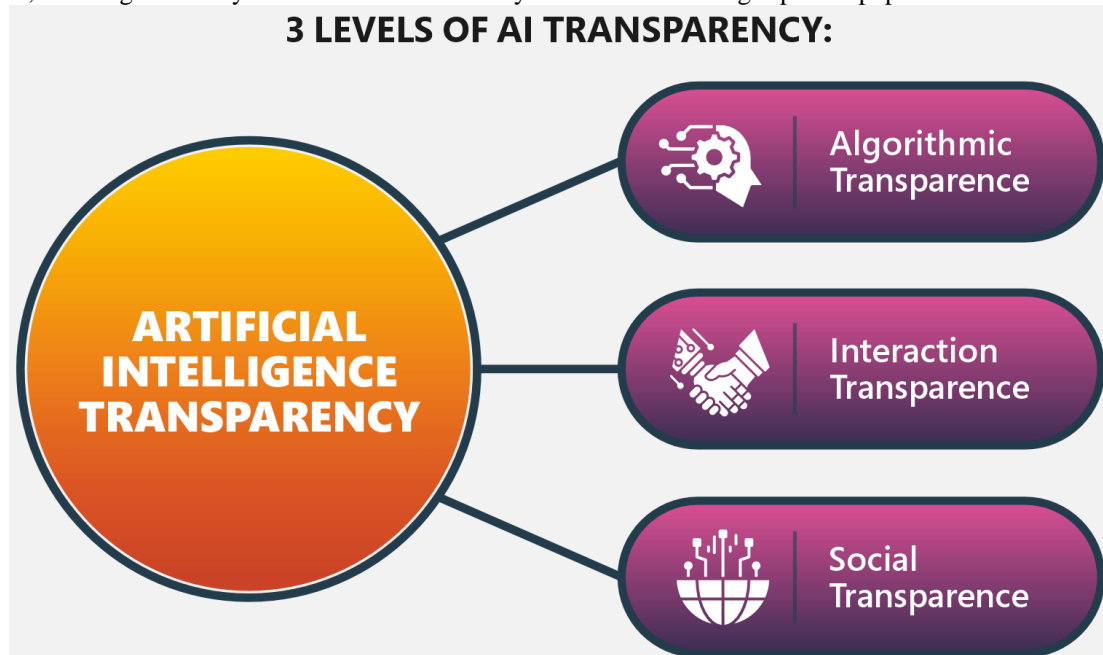 3 LEVELS OF AI TRANSPARENCY:
ARTIFICIAL
INTELLIGENCE
TRANSPARENCY
Algorithmic
Transparence
Interaction
Transparence
Social
Transparence